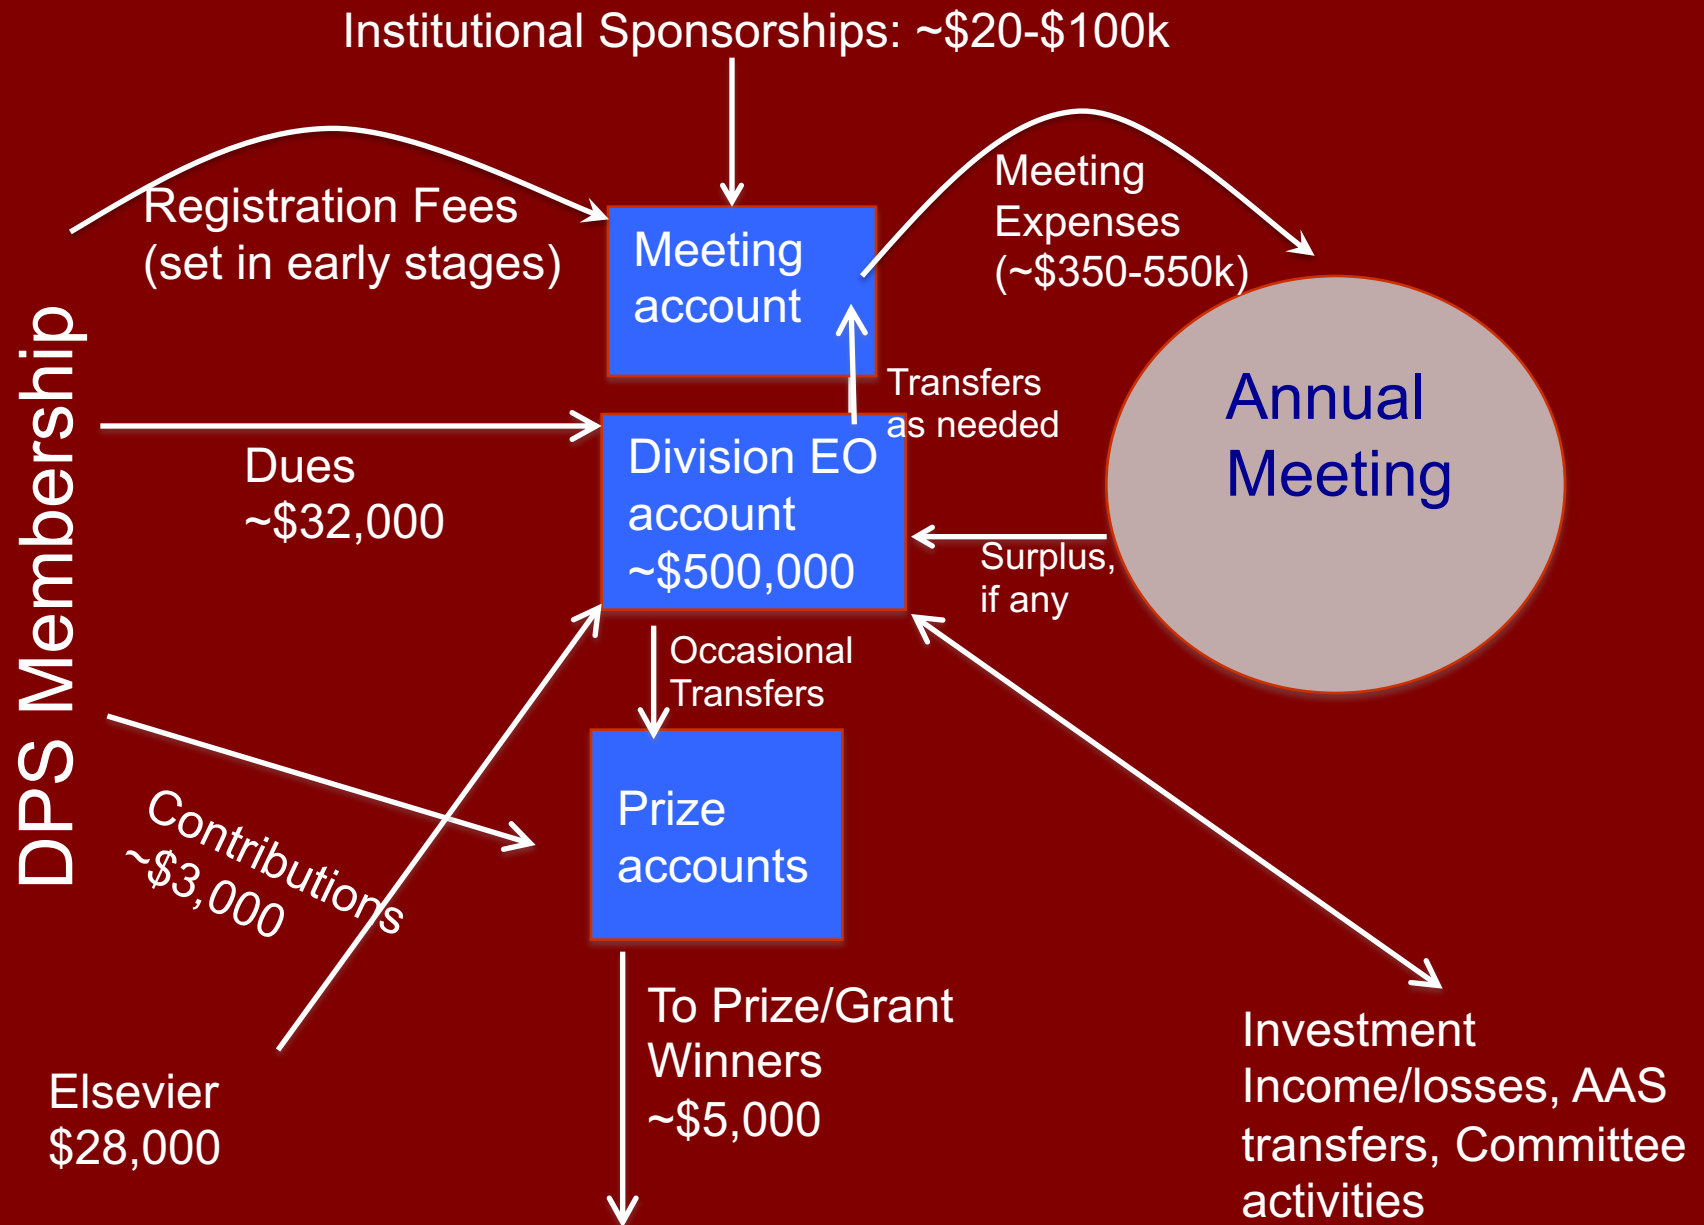 Institutional Sponsorships: ~$20-$100k
Registration Fees
(set in early stages)
Meeting
account
Meeting
Expenses
(~$350-550k)
DPS Membership
Transfers
as needed
Annual
Meeting
Dues
~$32,000
Division EO
account
~$500,000
Surplus,
if any
Occasional
Transfers
Contributions
~$3,000
Prize
accounts
Elsevier
$28,000
To Prize/Grant
Winners
~$5,000
Investment
Income/losses, AAS
transfers, Committee
activities